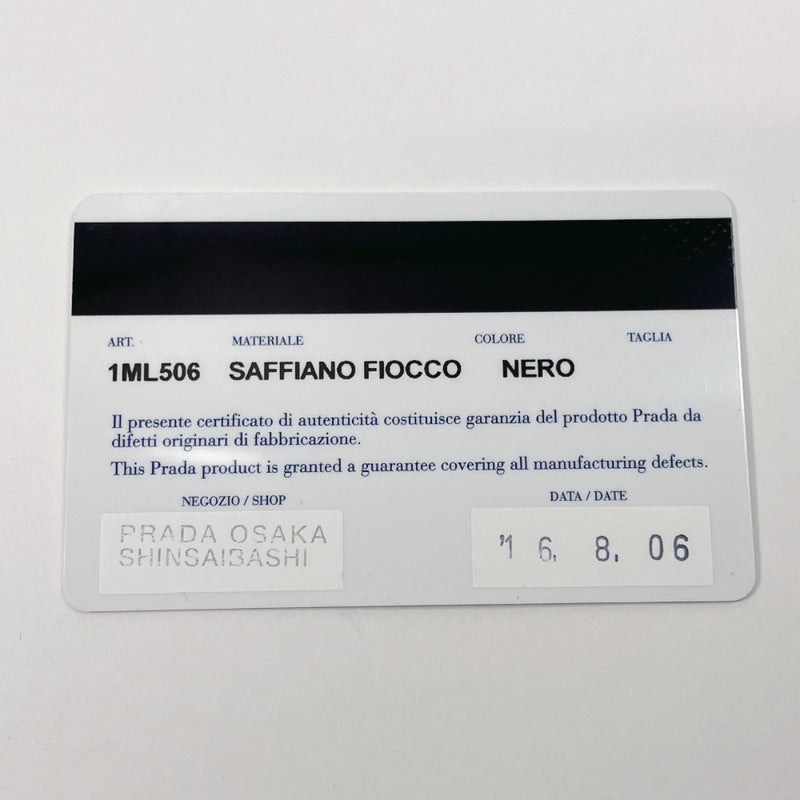 ART. MATERIALE COLORE TAGLIA
1ML506 SAFFIANO FIOCCO NERO
Il presente certificato di autenticità costituisce garanzia del prodotto Prada da
difetti originari di fabbricazione.
This Prada product is granted a guarantee covering all manufacturing defects.
NEGOZIO / SHOP DATA / DATE
PRADA OSAKA
SHINSAIBASHI
'16. 8. 06